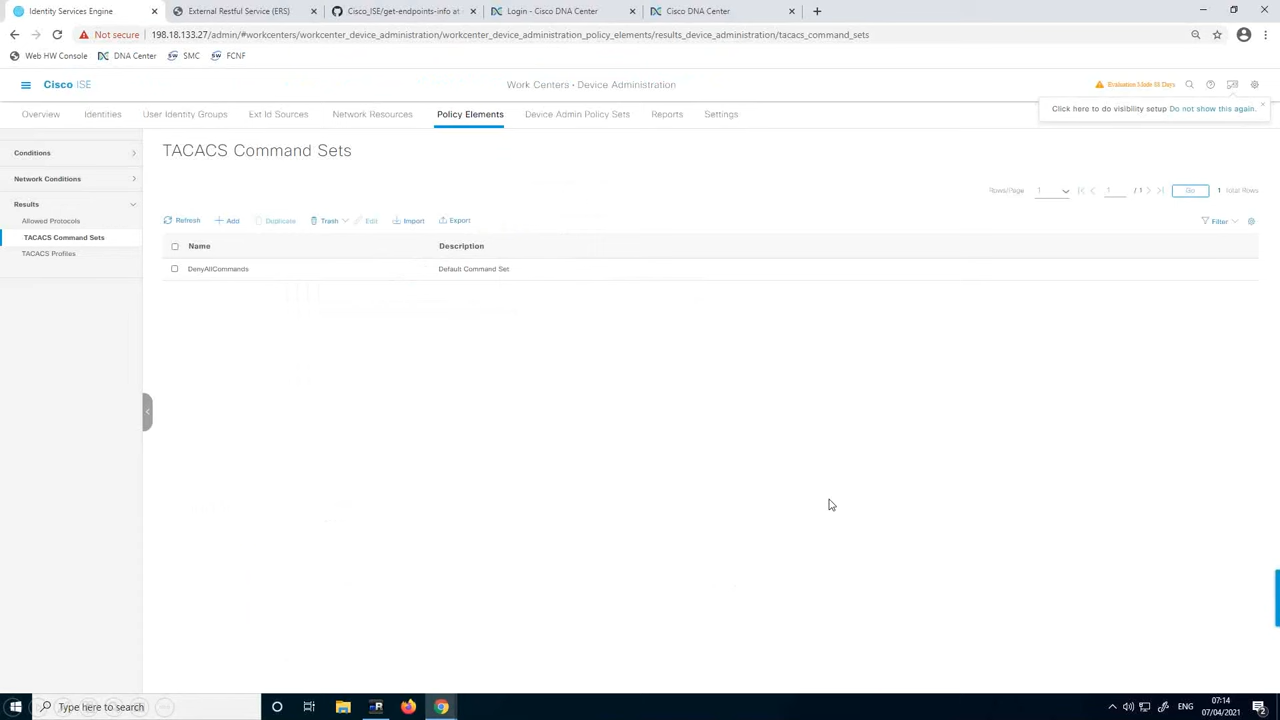 Identity Services Engine
External RESTful Services (ERS)
Cisco_ISE/get-endpoints-info at
Login - Cisco DNA Center
Cisco DNA Center
Not secure
198.18.133.27/admin/#workcenters/workcenter_device_administration/workcenter_device_administration_policy_elements/results_device_administration/tacacs_command_sets
Web HW Console
DNA Center
SMC
FCNF
Cisco ISE
Work Centers · Device Administration
Click here to do visibility setup Do not show this again.
Overview
Identities
User Identity Groups
Ext Id Sources
Network Resources
Policy Elements
Device Admin Policy Sets
Reports
Settings
Conditions
Network Conditions
Results
Allowed Protocols
TACACS Command Sets
TACACS Profiles
TACACS Command Sets
Rows/Page
1
1
/ 1
Go
1
Total Rows
Refresh
Add
Duplicate
Trash
Edit
Import
Export
Filter
Name
Description
DenyAllCommands
Default Command Set
Type here to search
ENG
07:14
07/04/2021
2